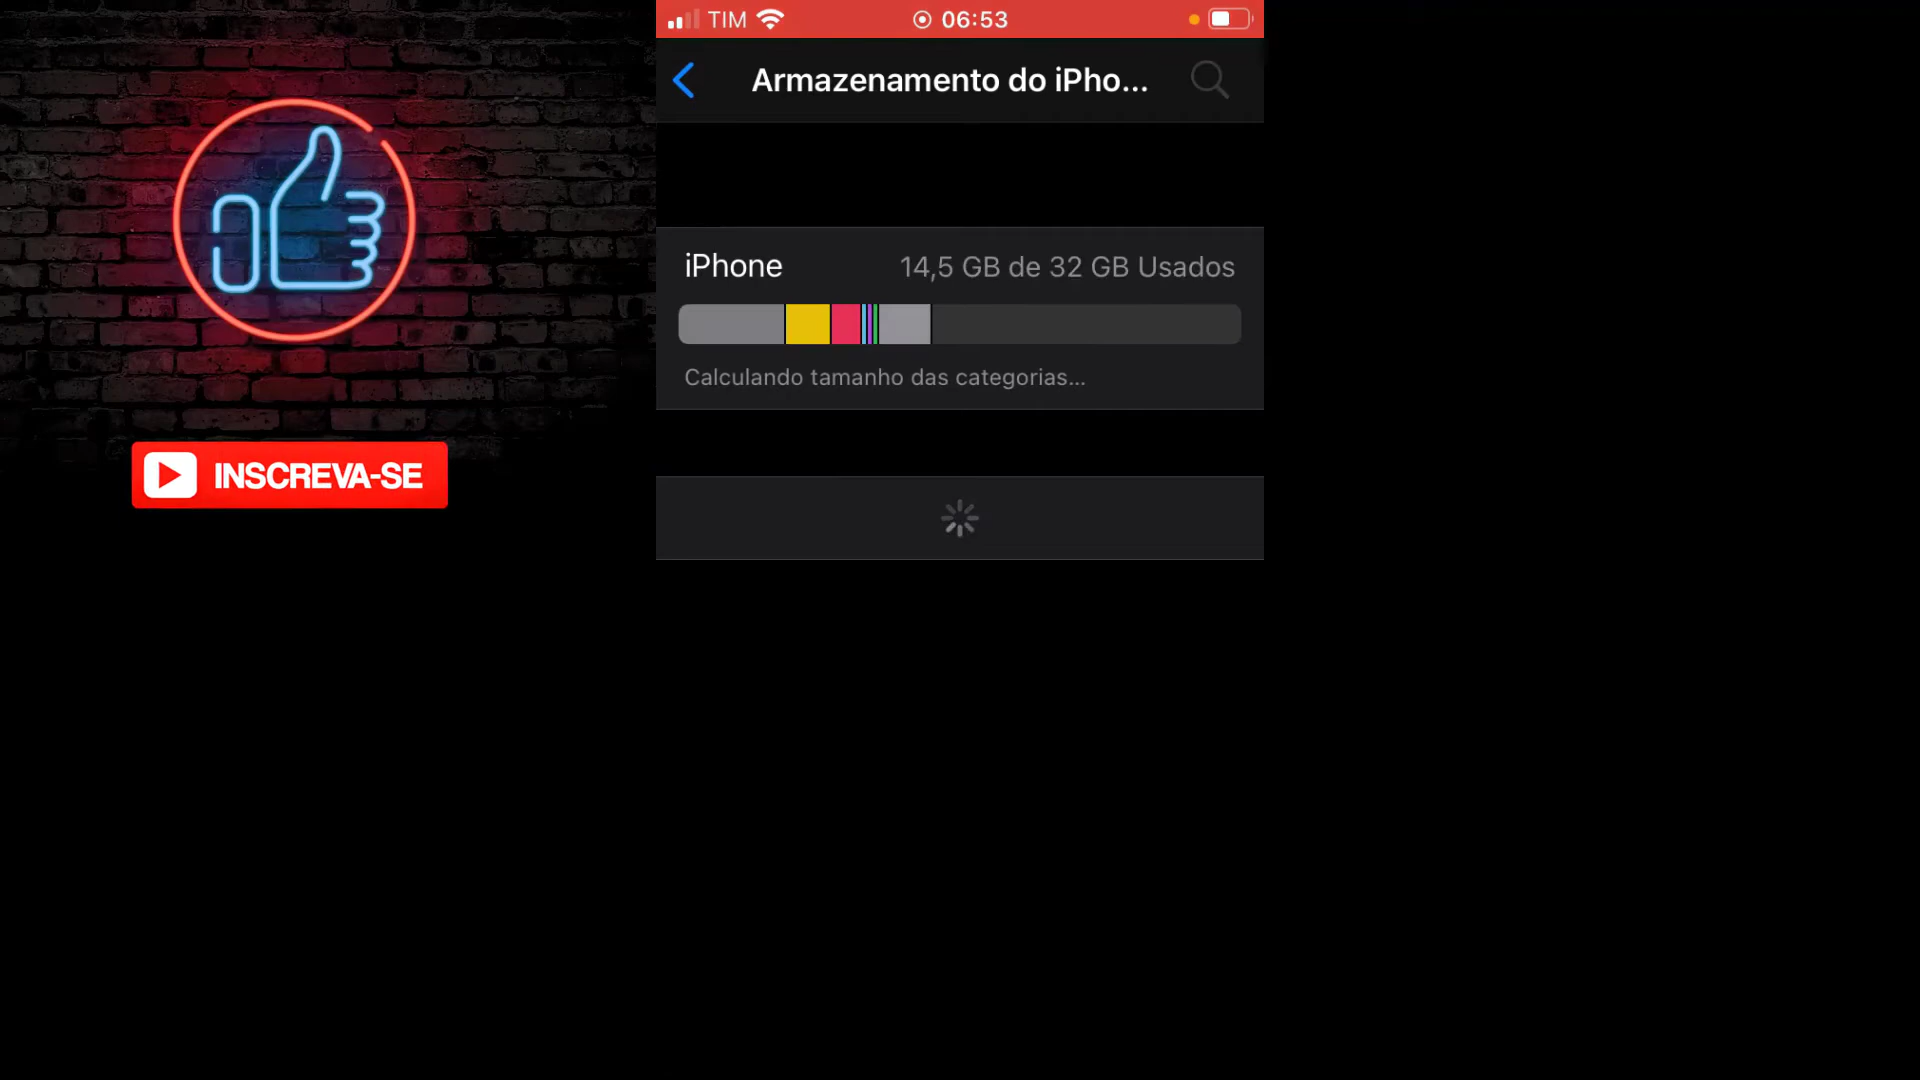 TIM
06:53
Armazenamento do iPho...
iPhone
14,5 GB de 32 GB Usados
Calculando tamanho das categorias...
INSCREVA-SE